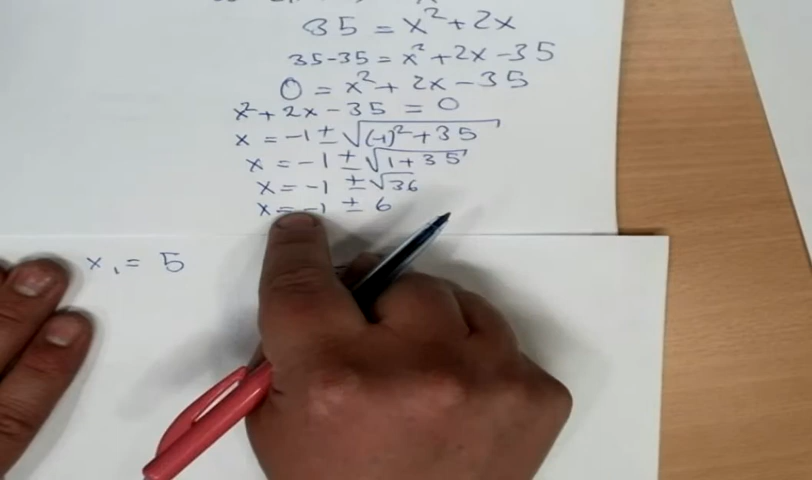 35 = x² + 2x
35-35 = x² + 2x - 35
0 = x² + 2x - 35
x² + 2x - 35 = 0
x = -1 ± √(-1)² + 35
x = -1 ± √1 + 35
x = -1 ± √36
x = -1 ± 6
x₁ = 5